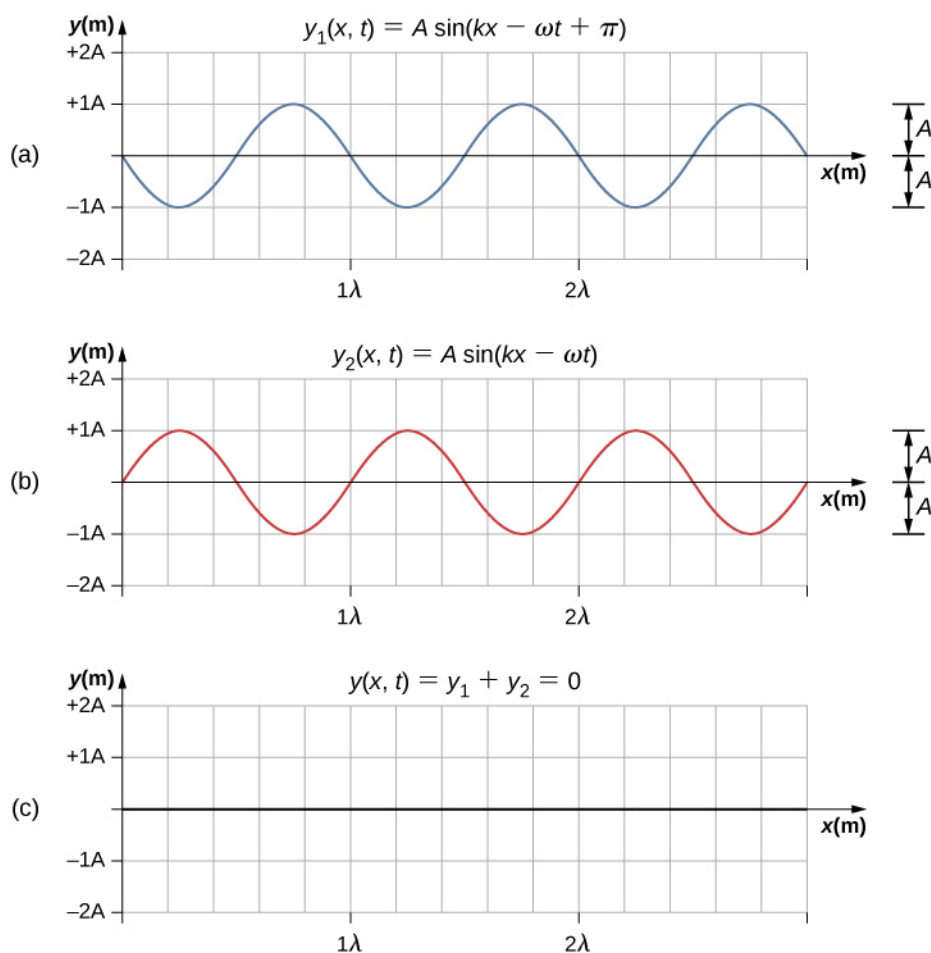 y(m)
y₁(x, t) = A sin(kx − ωt + π)
+2A
+1A
A
(a)
x(m)
A
–1A
–2A
1λ 2λ
y(m)
y₂(x, t) = A sin(kx − ωt)
+2A
+1A
A
(b)
x(m)
A
–1A
–2A
1λ 2λ
y(m)
y(x, t) = y₁ + y₂ = 0
+2A
+1A
(c)
x(m)
–1A
–2A
1λ 2λ